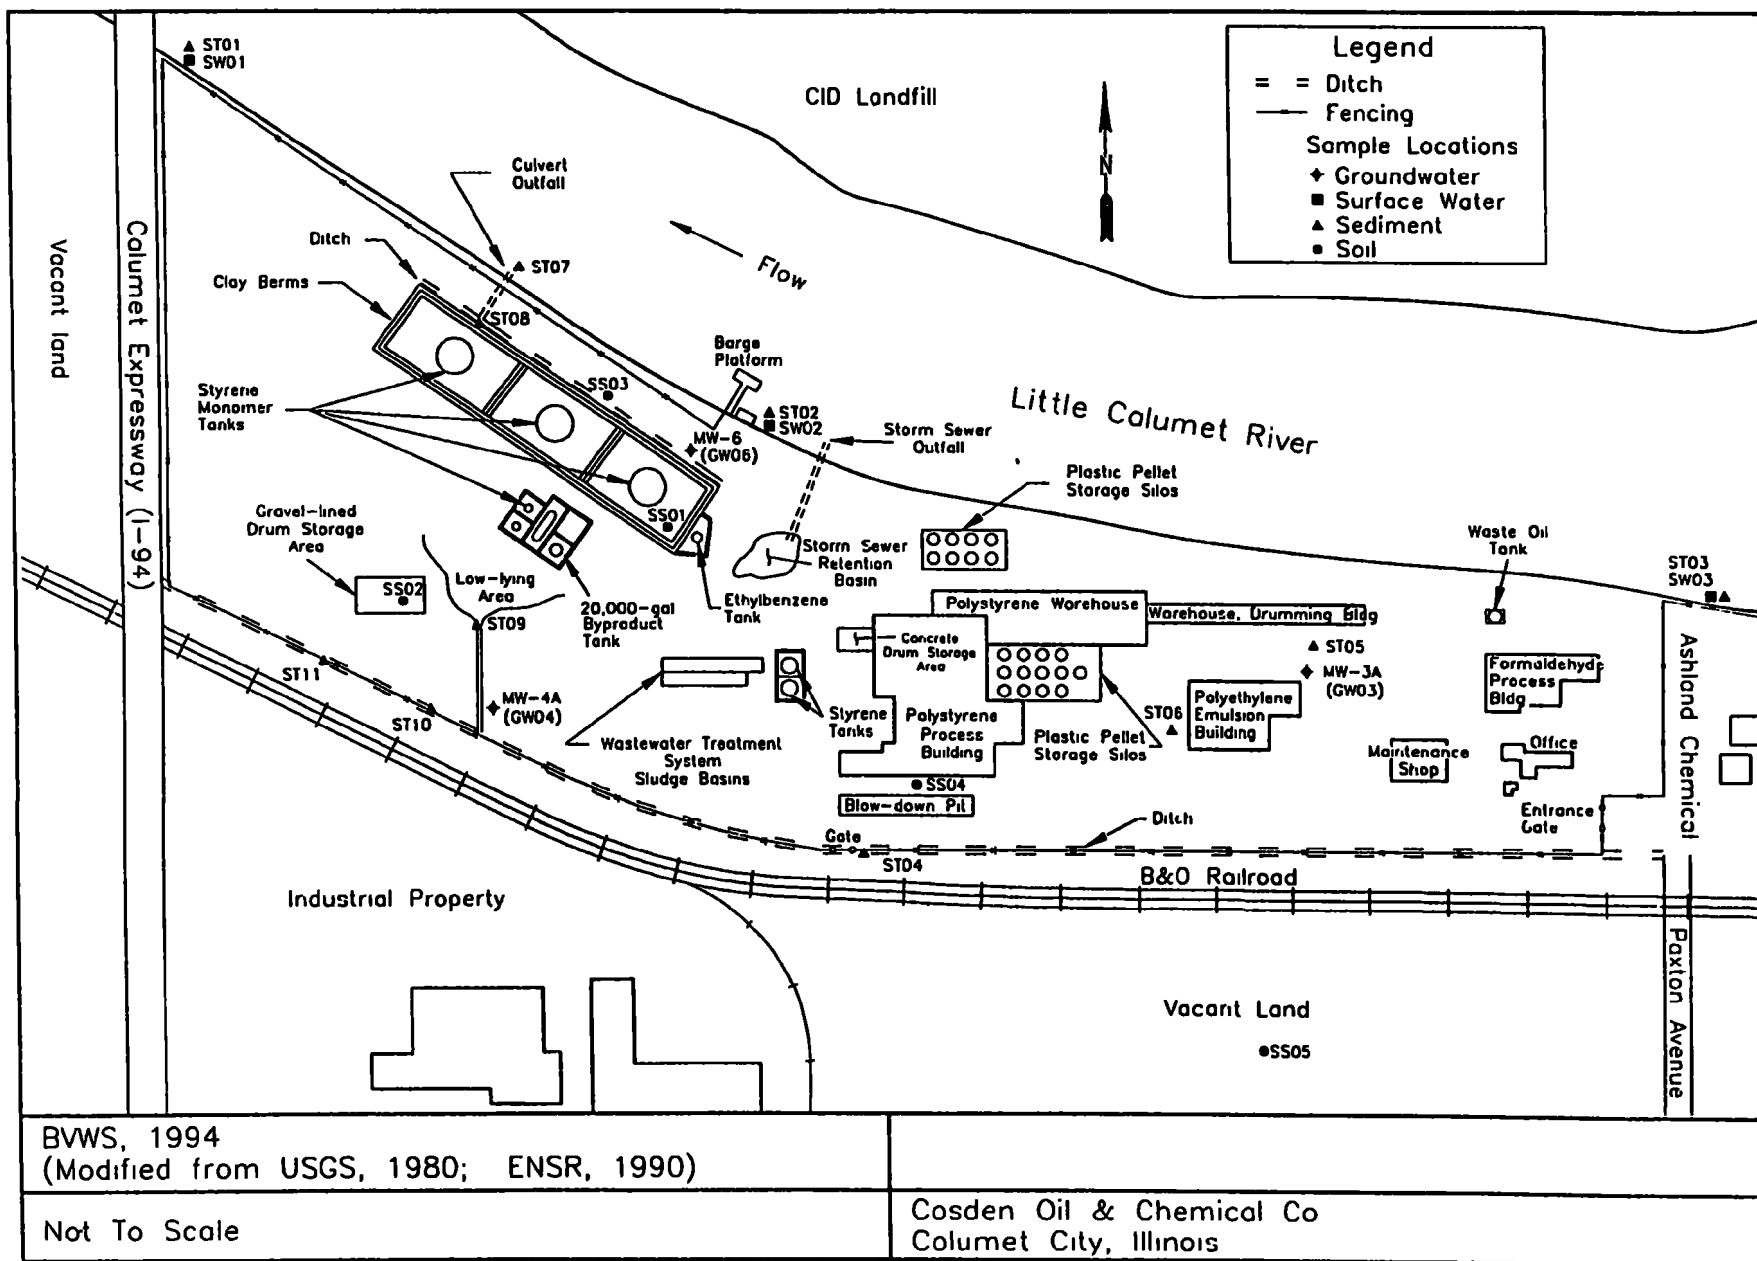 ST01
SW01
CID Landfill
Legend
Ditch
Fencing
Sample Locations
Groundwater
Surface Water
Sediment
Soil
N
Culvert
Outfall
Ditch
Clay Berms
ST07
ST08
Flow
Vacant land
Calumet Expressway (I-94)
Barge
Platform
Styrene
Monomer
Tanks
SS03
ST02
SW02
MW-6
(GW06)
Little Calumet River
Storm Sewer
Outfall
Plastic Pellet
Storage Silos
Gravel-lined
Drum Storage
Area
SS01
SS02
Low-lying
Area
Storm Sewer
Retention
Basin
Waste Oil
Tank
ST03
SW03
Ethylbenzene
Tank
20,000-gal
Byproduct
Tank
ST09
Polystyrene Worehouse
Warehouse, Drumming Bldg
Concrete
Drum Storage
Area
ST05
MW-3A
(GW03)
Formaldehyde
Process
Bldg
Ashland Chemical
ST11
ST10
MW-4A
(GW04)
Wastewater Treatment
System
Sludge Basins
Styrene
Tanks
Polystyrene
Process
Building
Plastic Pellet
Storage Silos
ST06
Polyethylene
Emulsion
Building
Maintenance
Shop
Office
SS04
Blow-down Pit
Entrance
Gate
Gate
Ditch
ST04
B&O Railroad
Industrial Property
Vacant Land
SS05
Paxton Avenue
BVWS, 1994
(Modified from USGS, 1980; ENSR, 1990)
Not To Scale
Cosden Oil & Chemical Co
Columet City, Illinois